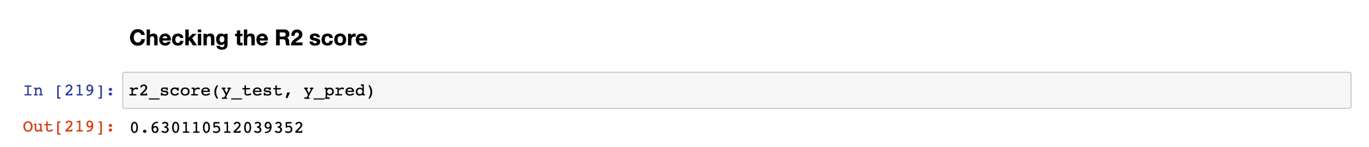 Checking the R2 score
In [219]: r2_score(y_test, y_pred)
Out[219]: 0.630110512039352